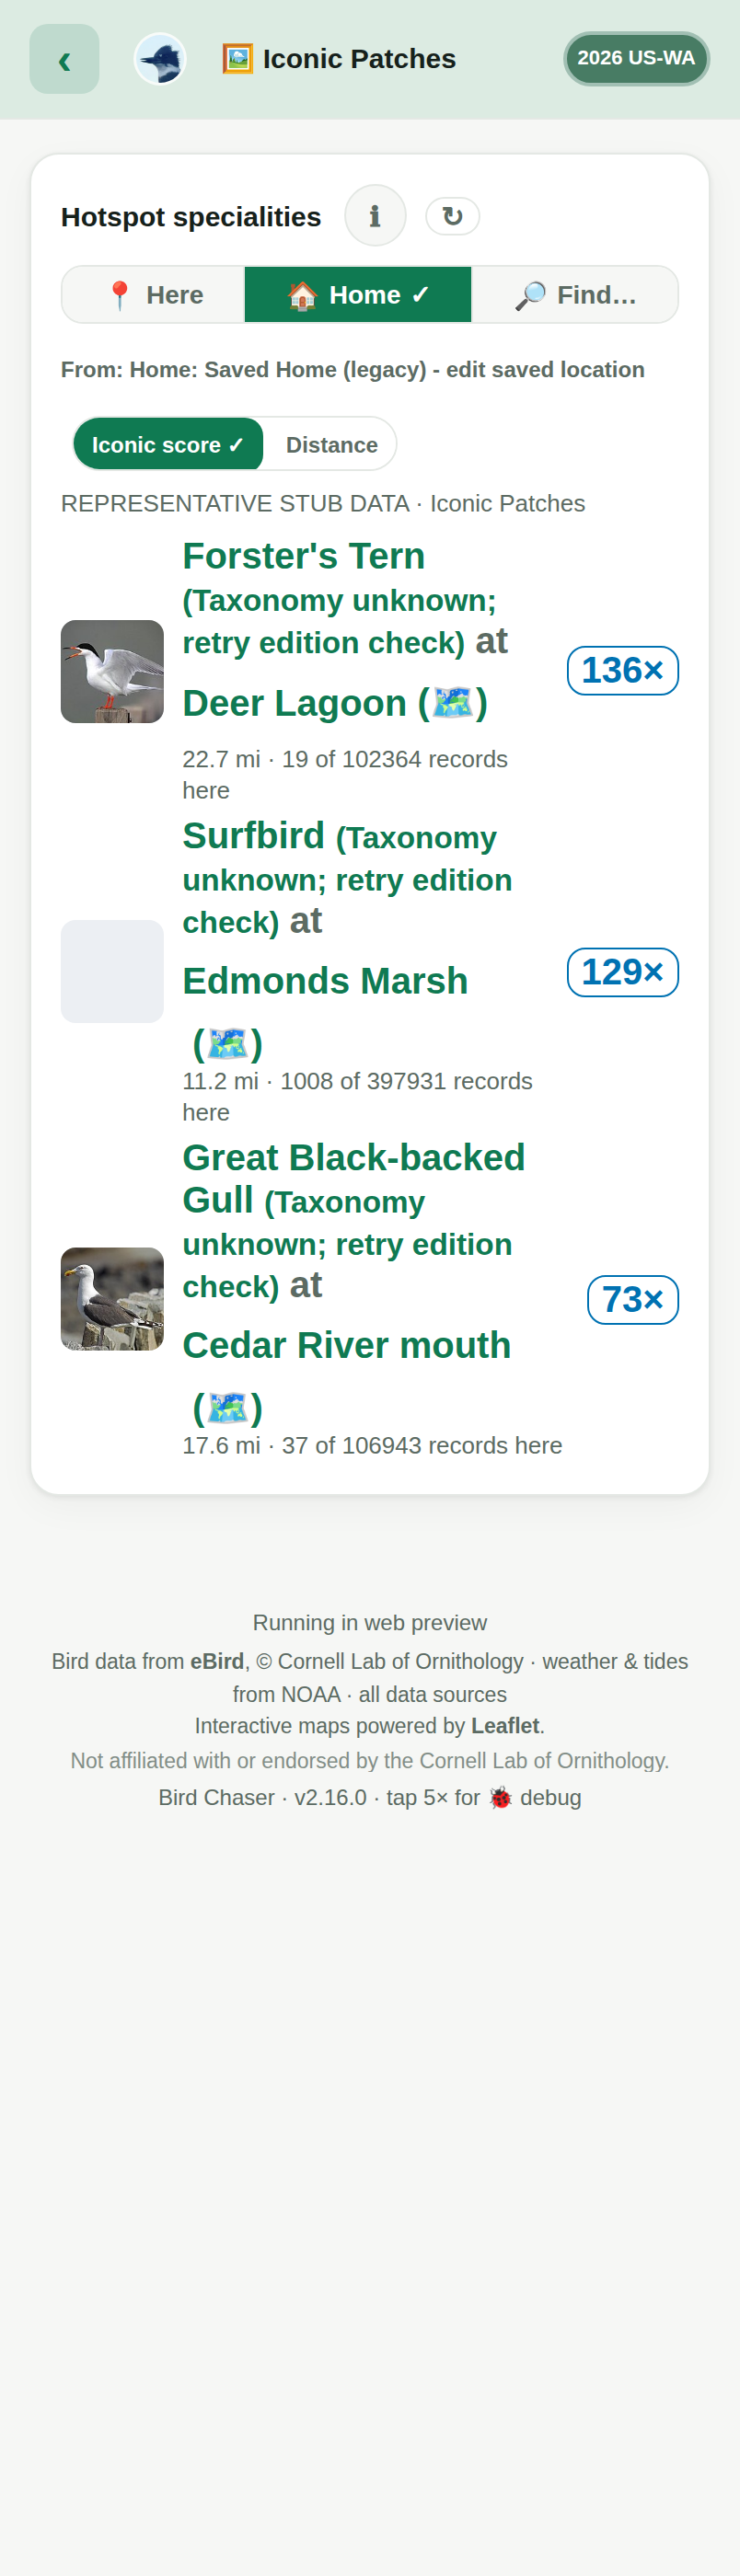 ‹ 🖼️ Iconic Patches 2026 US-WA
Hotspot specialities ℹ ↻
📍 Here 🏠 Home ✓ 🔎 Find…
From: Home: Saved Home (legacy) - edit saved location
Iconic score ✓ Distance
REPRESENTATIVE STUB DATA · Iconic Patches
Forster's Tern
(Taxonomy unknown;
retry edition check) at
136×
Deer Lagoon (🗺️)
22.7 mi · 19 of 102364 records
here
Surfbird (Taxonomy
unknown; retry edition
check) at
129×
Edmonds Marsh
(🗺️)
11.2 mi · 1008 of 397931 records
here
Great Black-backed
Gull (Taxonomy
unknown; retry edition
check) at
73×
Cedar River mouth
(🗺️)
17.6 mi · 37 of 106943 records here
Running in web preview
Bird data from eBird, © Cornell Lab of Ornithology · weather & tides
from NOAA · all data sources
Interactive maps powered by Leaflet.
Not affiliated with or endorsed by the Cornell Lab of Ornithology.
Bird Chaser · v2.16.0 · tap 5× for 🐞 debug